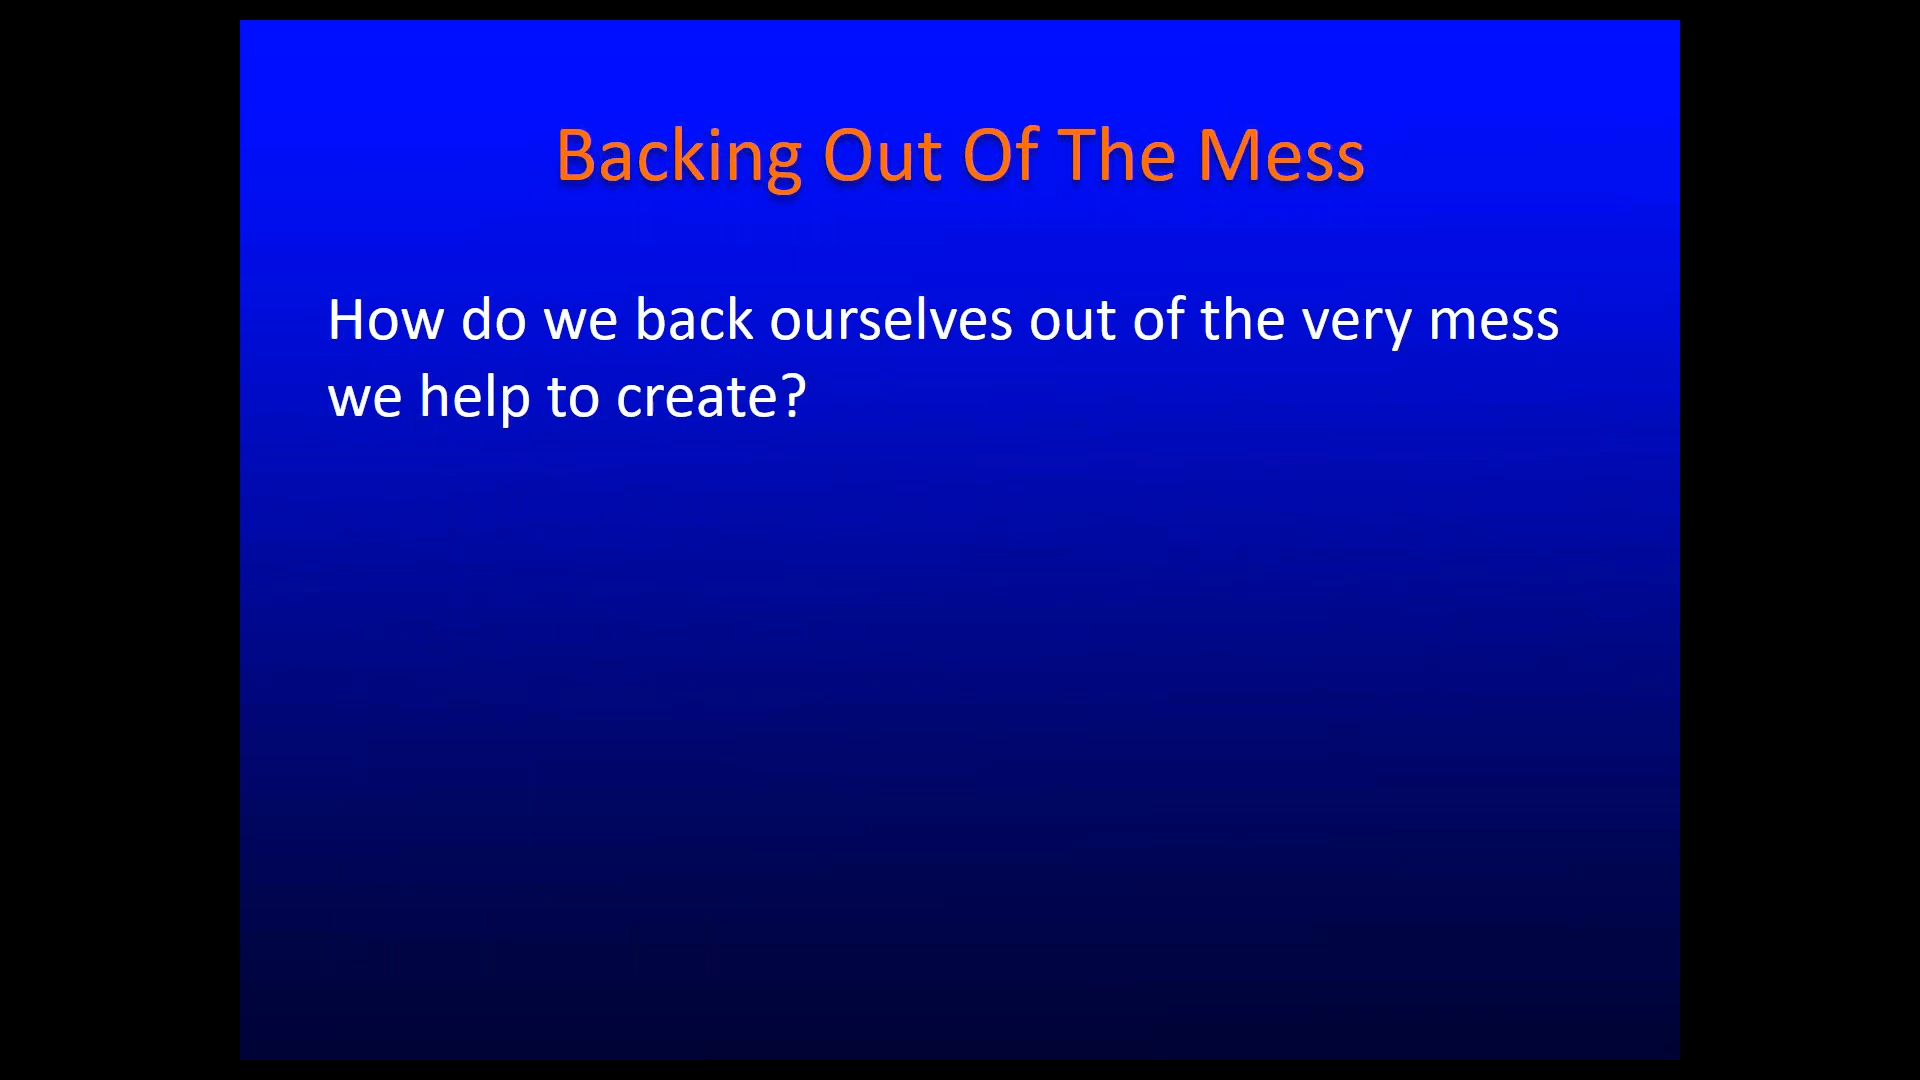 Backing Out Of The Mess
How do we back ourselves out of the very mess
we help to create?